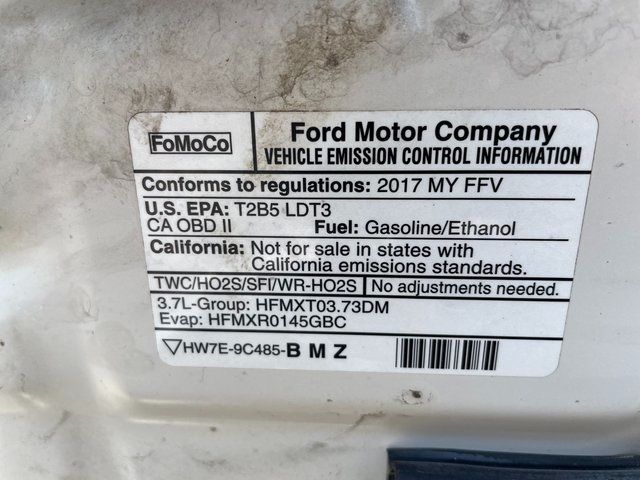 FoMoCo
Ford Motor Company
VEHICLE EMISSION CONTROL INFORMATION
Conforms to regulations: 2017 MY FFV
U.S. EPA: T2B5 LDT3
CA OBD II Fuel: Gasoline/Ethanol
California: Not for sale in states with
California emissions standards.
TWC/HO2S/SFI/WR-HO2S No adjustments needed.
3.7L-Group: HFMXT03.73DM
Evap: HFMXR0145GBC
HW7E-9C485-B M Z